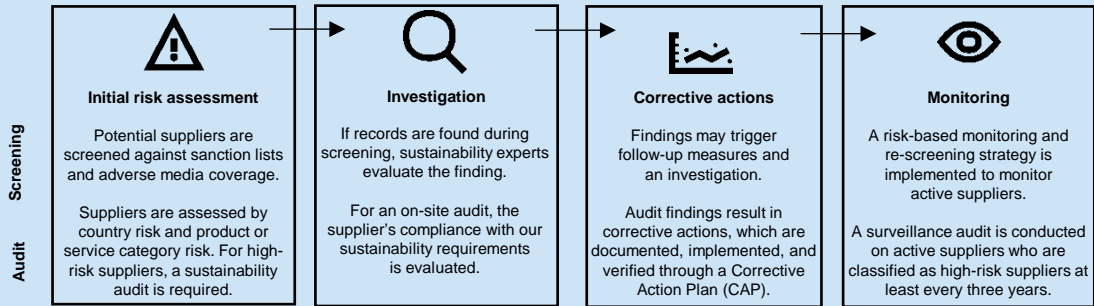 Screening
Audit
Initial risk assessment
Potential suppliers are
screened against sanction lists
and adverse media coverage.
Suppliers are assessed by
country risk and product or
service category risk. For high-
risk suppliers, a sustainability
audit is required.
Investigation
If records are found during
screening, sustainability experts
evaluate the finding.
For an on-site audit, the
supplier's compliance with our
sustainability requirements
is evaluated.
Corrective actions
Findings may trigger
follow-up measures and
an investigation.
Audit findings result in
corrective actions, which are
documented, implemented, and
verified through a Corrective
Action Plan (CAP).
Monitoring
A risk-based monitoring and
re-screening strategy is
implemented to monitor
active suppliers.
A surveillance audit is conducted
on active suppliers who are
classified as high-risk suppliers at
least every three years.